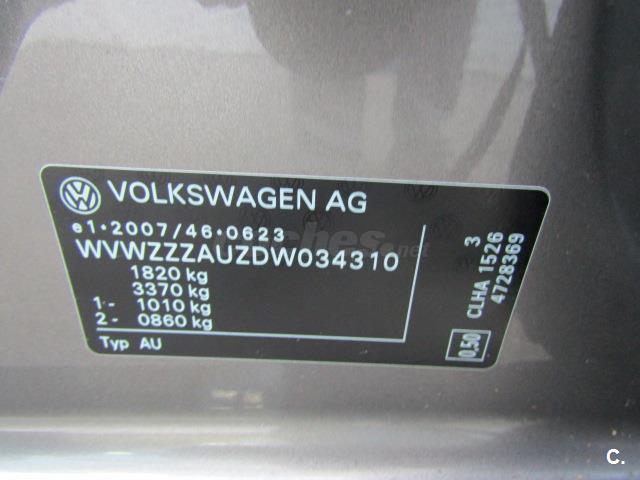 VOLKSWAGEN AG
e1*2007/46*0623
WVWZZZAUZDW034310
1820 kg
3370 kg
1- 1010 kg
2- 0860 kg
Typ AU
3
CLHA 1526
4728369
0.50
C.